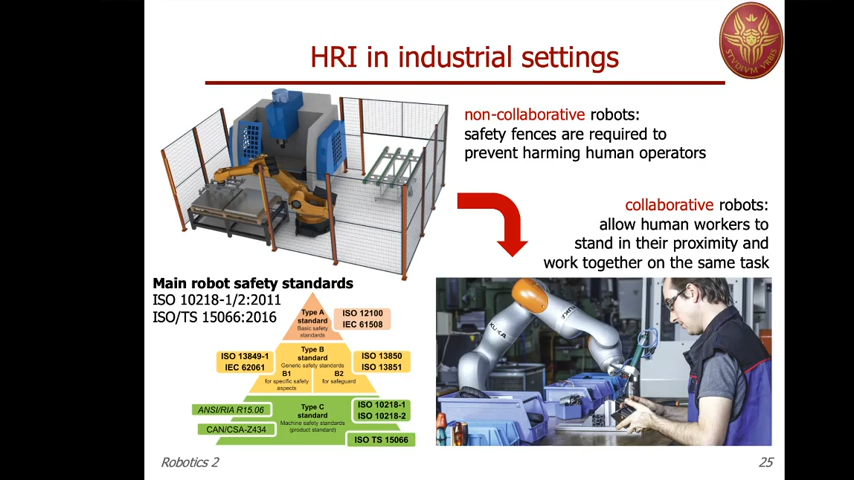 HRI in industrial settings
STVDIVM VRBIS
non-collaborative robots:
safety fences are required to
prevent harming human operators
collaborative robots:
allow human workers to
stand in their proximity and
work together on the same task
Main robot safety standards
ISO 10218-1/2:2011
ISO/TS 15066:2016
Type A
standard
Basic safety
standards
ISO 12100
IEC 61508
ISO 13849-1
IEC 62061
Type B
standard
Generic safety standards
B1
for specific safety
aspects
B2
for safeguard
ISO 13850
ISO 13851
ANSI/RIA R15.06
CAN/CSA-Z434
Type C
standard
Machine safety standards
(product standard)
ISO 10218-1
ISO 10218-2
ISO TS 15066
KUKA
Robotics 2
25